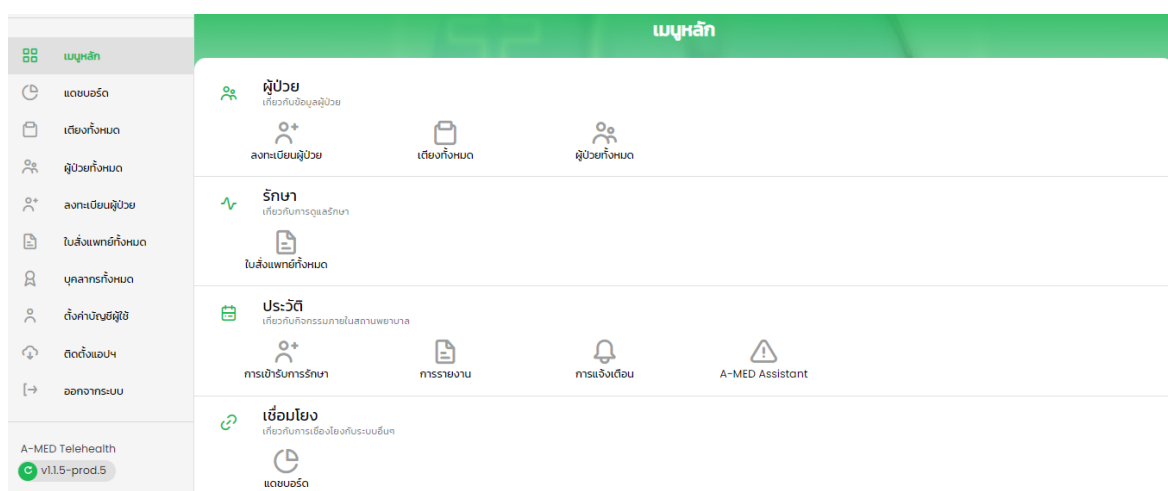 เมนูหลัก
เมนูหลัก
แดชบอร์ด
เตียงทั้งหมด
ผู้ป่วยทั้งหมด
ลงทะเบียนผู้ป่วย
ใบสั่งแพทย์ทั้งหมด
บุคลากรทั้งหมด
ตั้งค่าบัญชีผู้ใช้
ติดตั้งแอปฯ
ออกจากระบบ
A-MED Telehealth
v1.1.5-prod.5
ผู้ป่วย
เกี่ยวกับข้อมูลผู้ป่วย
ลงทะเบียนผู้ป่วย เตียงทั้งหมด ผู้ป่วยทั้งหมด
รักษา
เกี่ยวกับการดูแลรักษา
ใบสั่งแพทย์ทั้งหมด
ประวัติ
เกี่ยวกับกิจกรรมภายในสถานพยาบาล
การเข้ารับการรักษา การรายงาน การแจ้งเตือน A-MED Assistant
เชื่อมโยง
เกี่ยวกับการเชื่องโยงกับระบบอื่นๆ
แดชบอร์ด